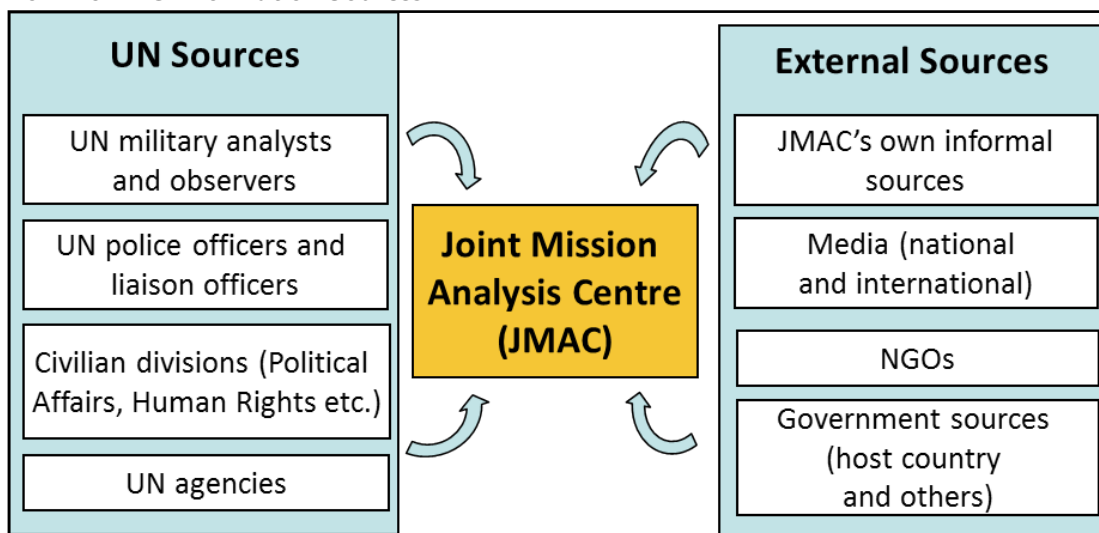 UN Sources
UN military analysts
and observers
UN police officers and
liaison officers
Civilian divisions (Political
Affairs, Human Rights etc.)
UN agencies
Joint Mission
Analysis Centre
(JMAC)
External Sources
JMAC’s own informal
sources
Media (national
and international)
NGOs
Government sources
(host country
and others)